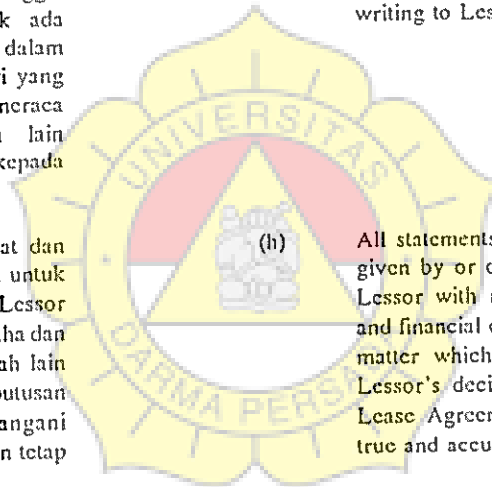 k ada
dalam
i yang
neraca
lain
kepada
at dan
untuk
Lessor
aha dan
ah lain
putusan
angani
n tetap
writing to Les
(h)
All statements
given by or o
Lessor with
and financial c
matter which
Lessor's deci
Lease Agreen
true and accu
UNIVERSITAS
DARMA PERSADA